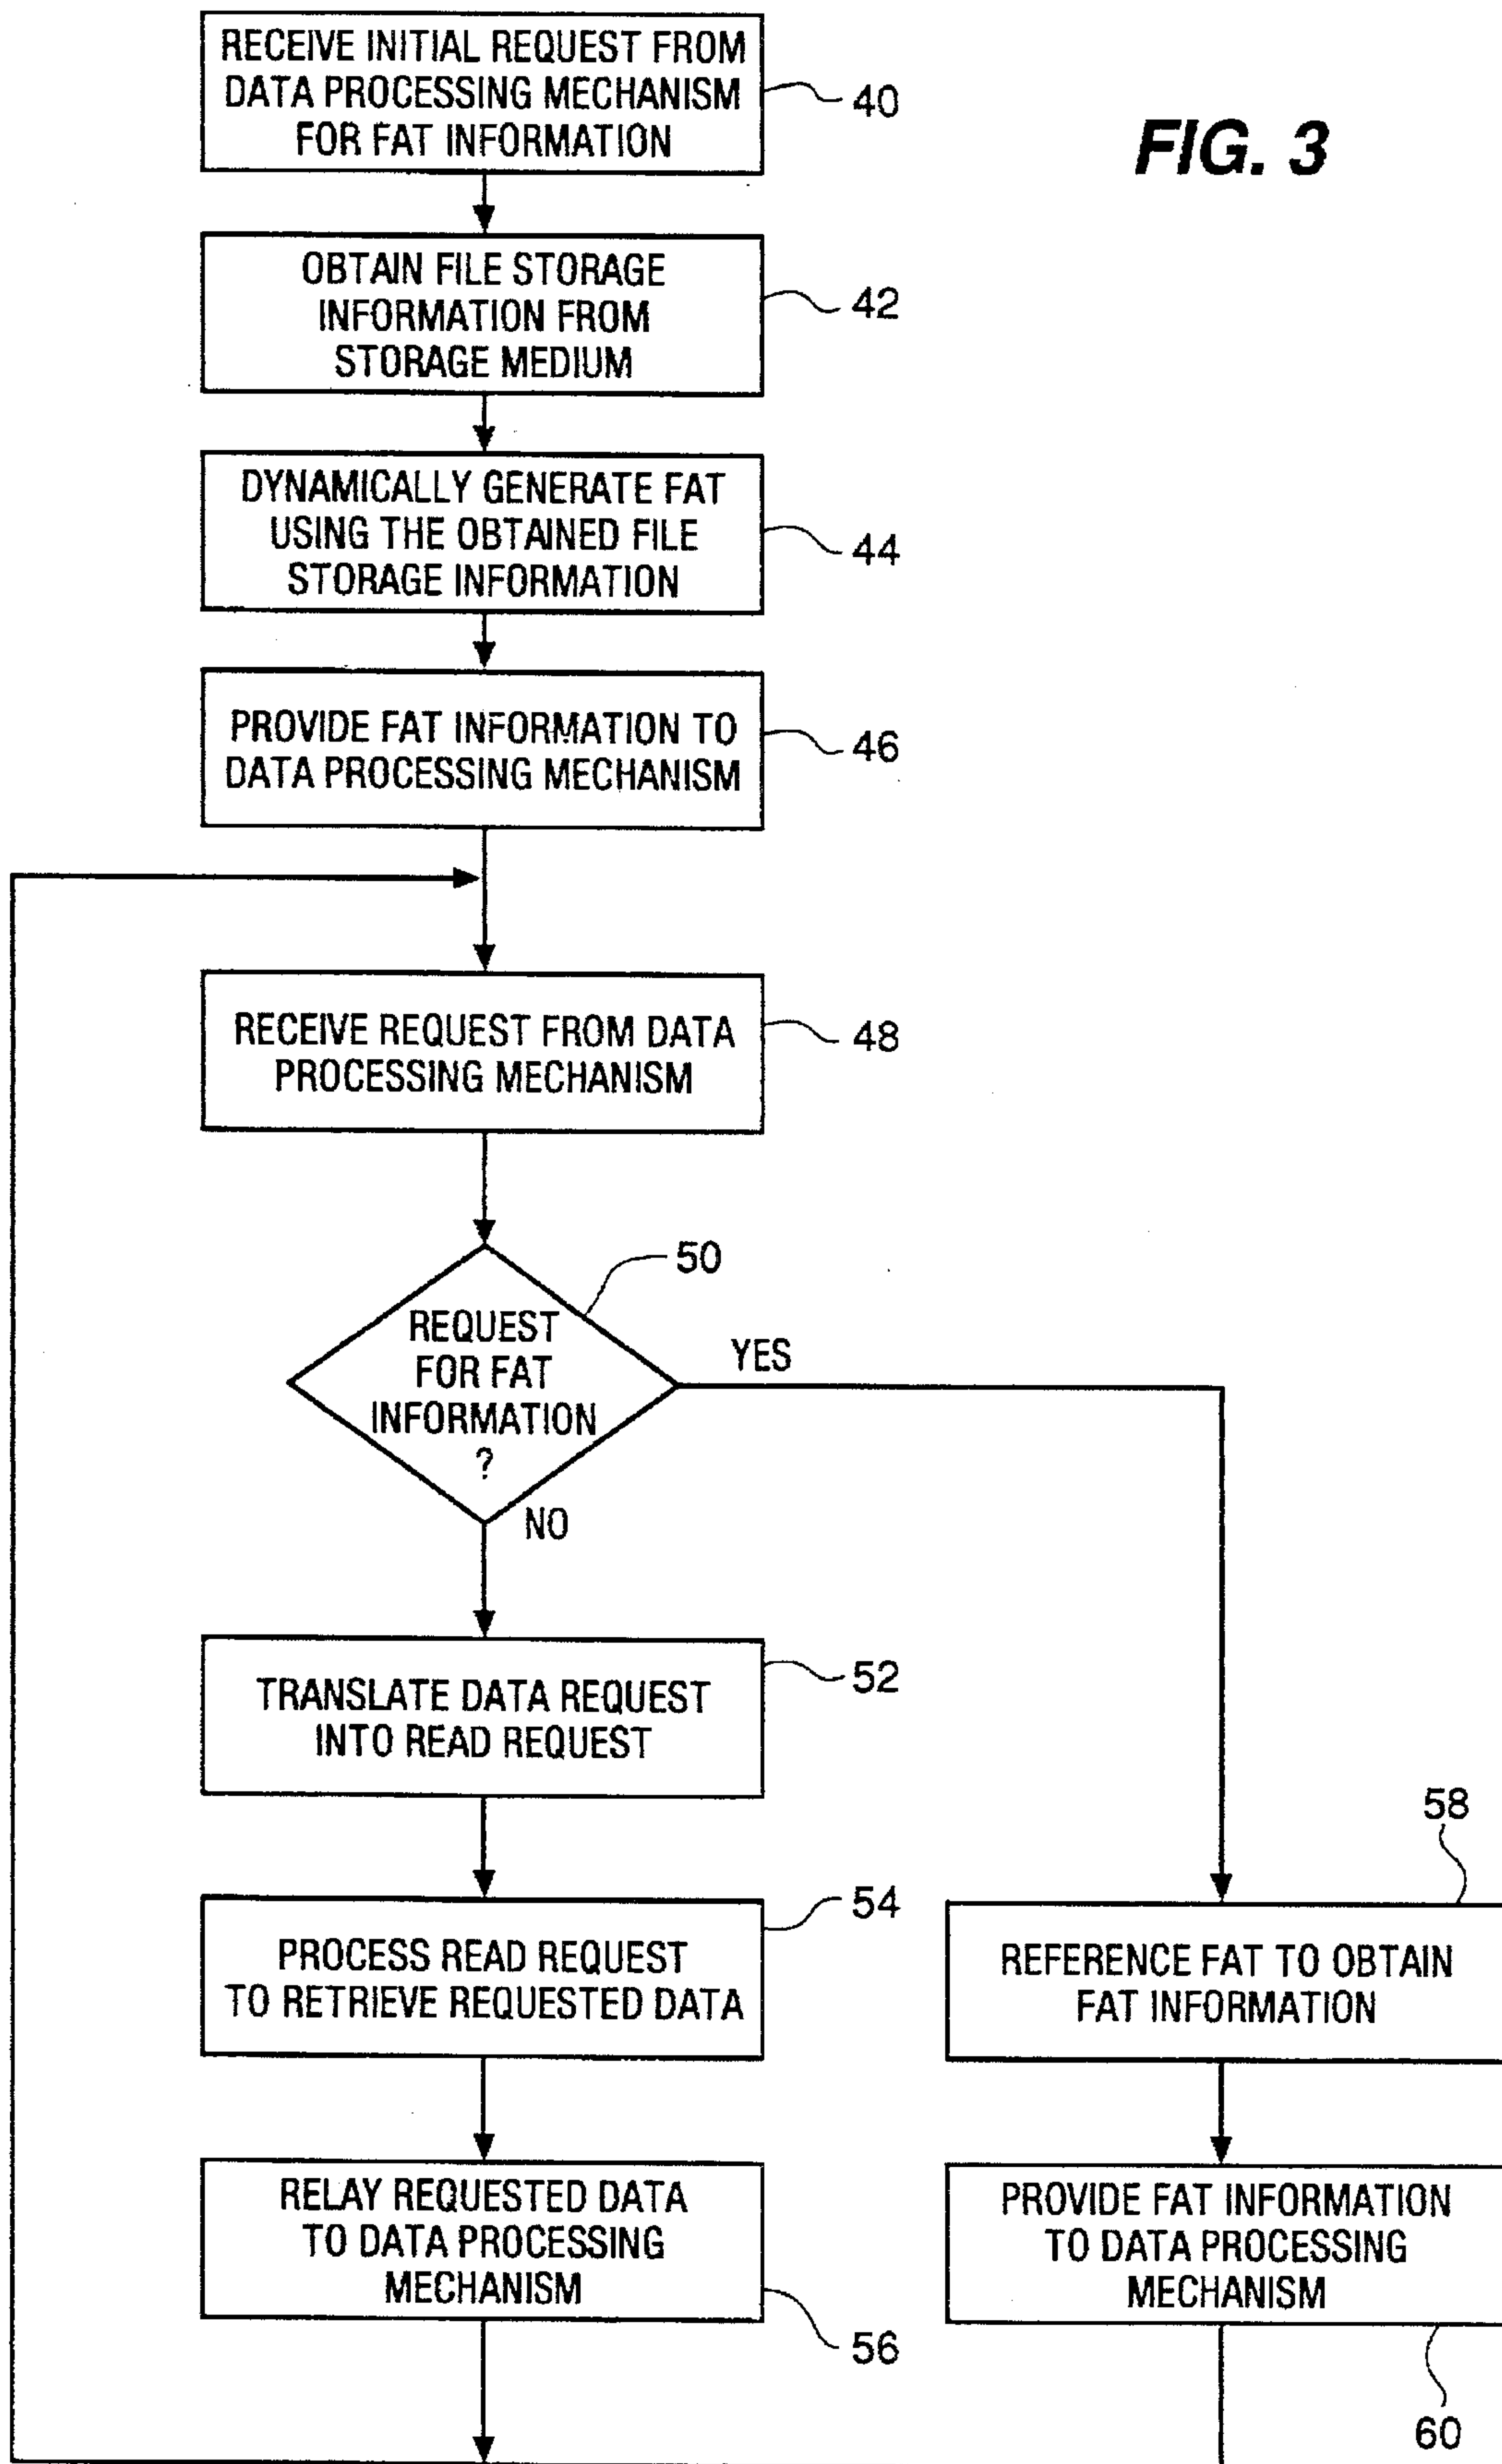 RECEIVE INITIAL REQUEST FROM
DATA PROCESSING MECHANISM
FOR FAT INFORMATION
40
FIG. 3
OBTAIN FILE STORAGE
INFORMATION FROM
STORAGE MEDIUM
42
DYNAMICALLY GENERATE FAT
USING THE OBTAINED FILE
STORAGE INFORMATION
44
PROVIDE FAT INFORMATION TO
DATA PROCESSING MECHANISM
46
RECEIVE REQUEST FROM DATA
PROCESSING MECHANISM
48
REQUEST
FOR FAT
INFORMATION
?
50
YES
NO
TRANSLATE DATA REQUEST
INTO READ REQUEST
52
PROCESS READ REQUEST
TO RETRIEVE REQUESTED DATA
54
RELAY REQUESTED DATA
TO DATA PROCESSING
MECHANISM
56
58
REFERENCE FAT TO OBTAIN
FAT INFORMATION
PROVIDE FAT INFORMATION
TO DATA PROCESSING
MECHANISM
60